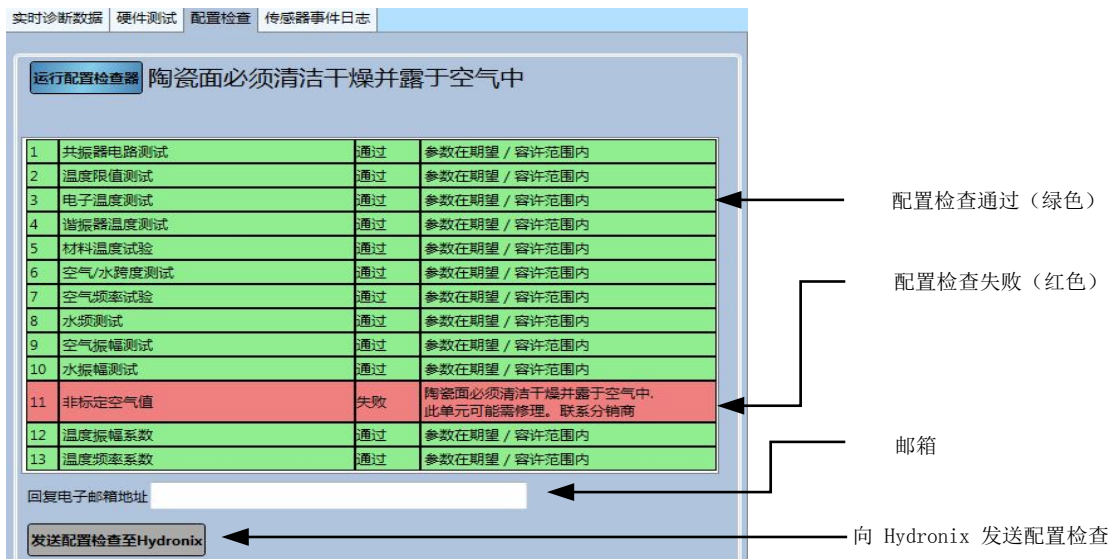 实时诊断数据 硬件测试 配置检查 传感器事件日志
运行配置检查器 陶瓷面必须清洁干燥并露于空气中
1 共振器电路测试 通过 参数在期望 / 容许范围内
2 温度限值测试 通过 参数在期望 / 容许范围内
3 电子温度测试 通过 参数在期望 / 容许范围内
4 谐振器温度测试 通过 参数在期望 / 容许范围内
5 材料温度试验 通过 参数在期望 / 容许范围内
6 空气/水跨度测试 通过 参数在期望 / 容许范围内
7 空气频率试验 通过 参数在期望 / 容许范围内
8 水频测试 通过 参数在期望 / 容许范围内
9 空气振幅测试 通过 参数在期望 / 容许范围内
10 水振幅测试 通过 参数在期望 / 容许范围内
11 非标定空气值 失败 陶瓷面必须清洁干燥并露于空气中.
此单元可能需修理。联系分销商
12 温度振幅系数 通过 参数在期望 / 容许范围内
13 温度频率系数 通过 参数在期望 / 容许范围内
回复电子邮箱地址
发送配置检查至Hydronix
配置检查通过（绿色）
配置检查失败（红色）
邮箱
向 Hydronix 发送配置检查